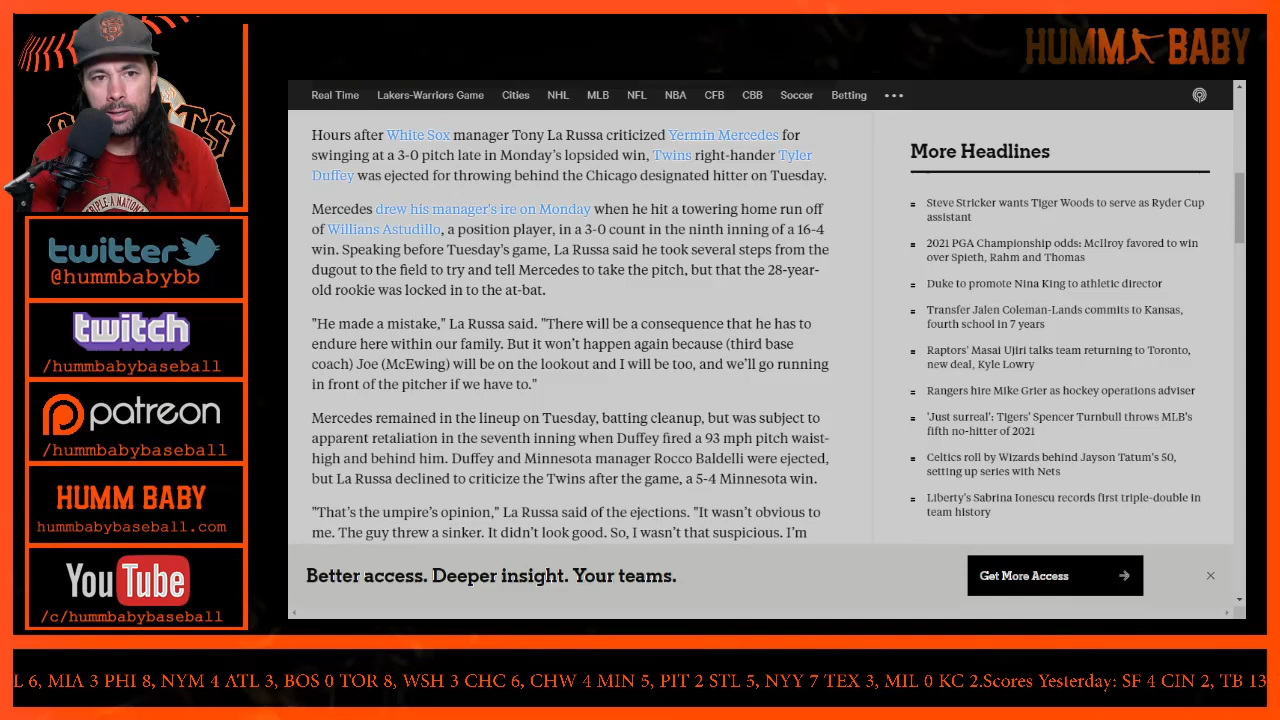 HUMM BABY
twitter
@hummbabybb
twitch
/hummbabybaseball
patreon
/hummbabybaseball
HUMM BABY
hummbabybaseball.com
YouTube
/c/hummbabybaseball
Real Time Lakers-Warriors Game Cities NHL MLB NFL NBA CFB CBB Soccer Betting •••
Hours after White Sox manager Tony La Russa criticized Yermin Mercedes for
swinging at a 3-0 pitch late in Monday’s lopsided win, Twins right-hander Tyler
Duffey was ejected for throwing behind the Chicago designated hitter on Tuesday.
Mercedes drew his manager’s ire on Monday when he hit a towering home run off
of Willians Astudillo, a position player, in a 3-0 count in the ninth inning of a 16-4
win. Speaking before Tuesday’s game, La Russa said he took several steps from the
dugout to the field to try and tell Mercedes to take the pitch, but that the 28-year-
old rookie was locked in to the at-bat.
"He made a mistake," La Russa said. "There will be a consequence that he has to
endure here within our family. But it won’t happen again because (third base
coach) Joe (McEwing) will be on the lookout and I will be too, and we’ll go running
in front of the pitcher if we have to."
Mercedes remained in the lineup on Tuesday, batting cleanup, but was subject to
apparent retaliation in the seventh inning when Duffey fired a 93 mph pitch waist-
high and behind him. Duffey and Minnesota manager Rocco Baldelli were ejected,
but La Russa declined to criticize the Twins after the game, a 5-4 Minnesota win.
"That’s the umpire’s opinion," La Russa said of the ejections. "It wasn’t obvious to
me. The guy threw a sinker. It didn’t look good. So, I wasn’t that suspicious. I’m
More Headlines
Steve Stricker wants Tiger Woods to serve as Ryder Cup
assistant
2021 PGA Championship odds: McIlroy favored to win
over Spieth, Rahm and Thomas
Duke to promote Nina King to athletic director
Transfer Jalen Coleman-Lands commits to Kansas,
fourth school in 7 years
Raptors’ Masai Ujiri talks team returning to Toronto,
new deal, Kyle Lowry
Rangers hire Mike Grier as hockey operations adviser
'Just surreal': Tigers’ Spencer Turnbull throws MLB’s
fifth no-hitter of 2021
Celtics roll by Wizards behind Jayson Tatum’s 50,
setting up series with Nets
Liberty’s Sabrina Ionescu records first triple-double in
team history
Better access. Deeper insight. Your teams.
Get More Access
L 6, MIA 3 PHI 8, NYM 4 ATL 3, BOS 0 TOR 8, WSH 3 CHC 6, CHW 4 MIN 5, PIT 2 STL 5, NYY 7 TEX 3, MIL 0 KC 2.Scores Yesterday: SF 4 CIN 2, TB 13